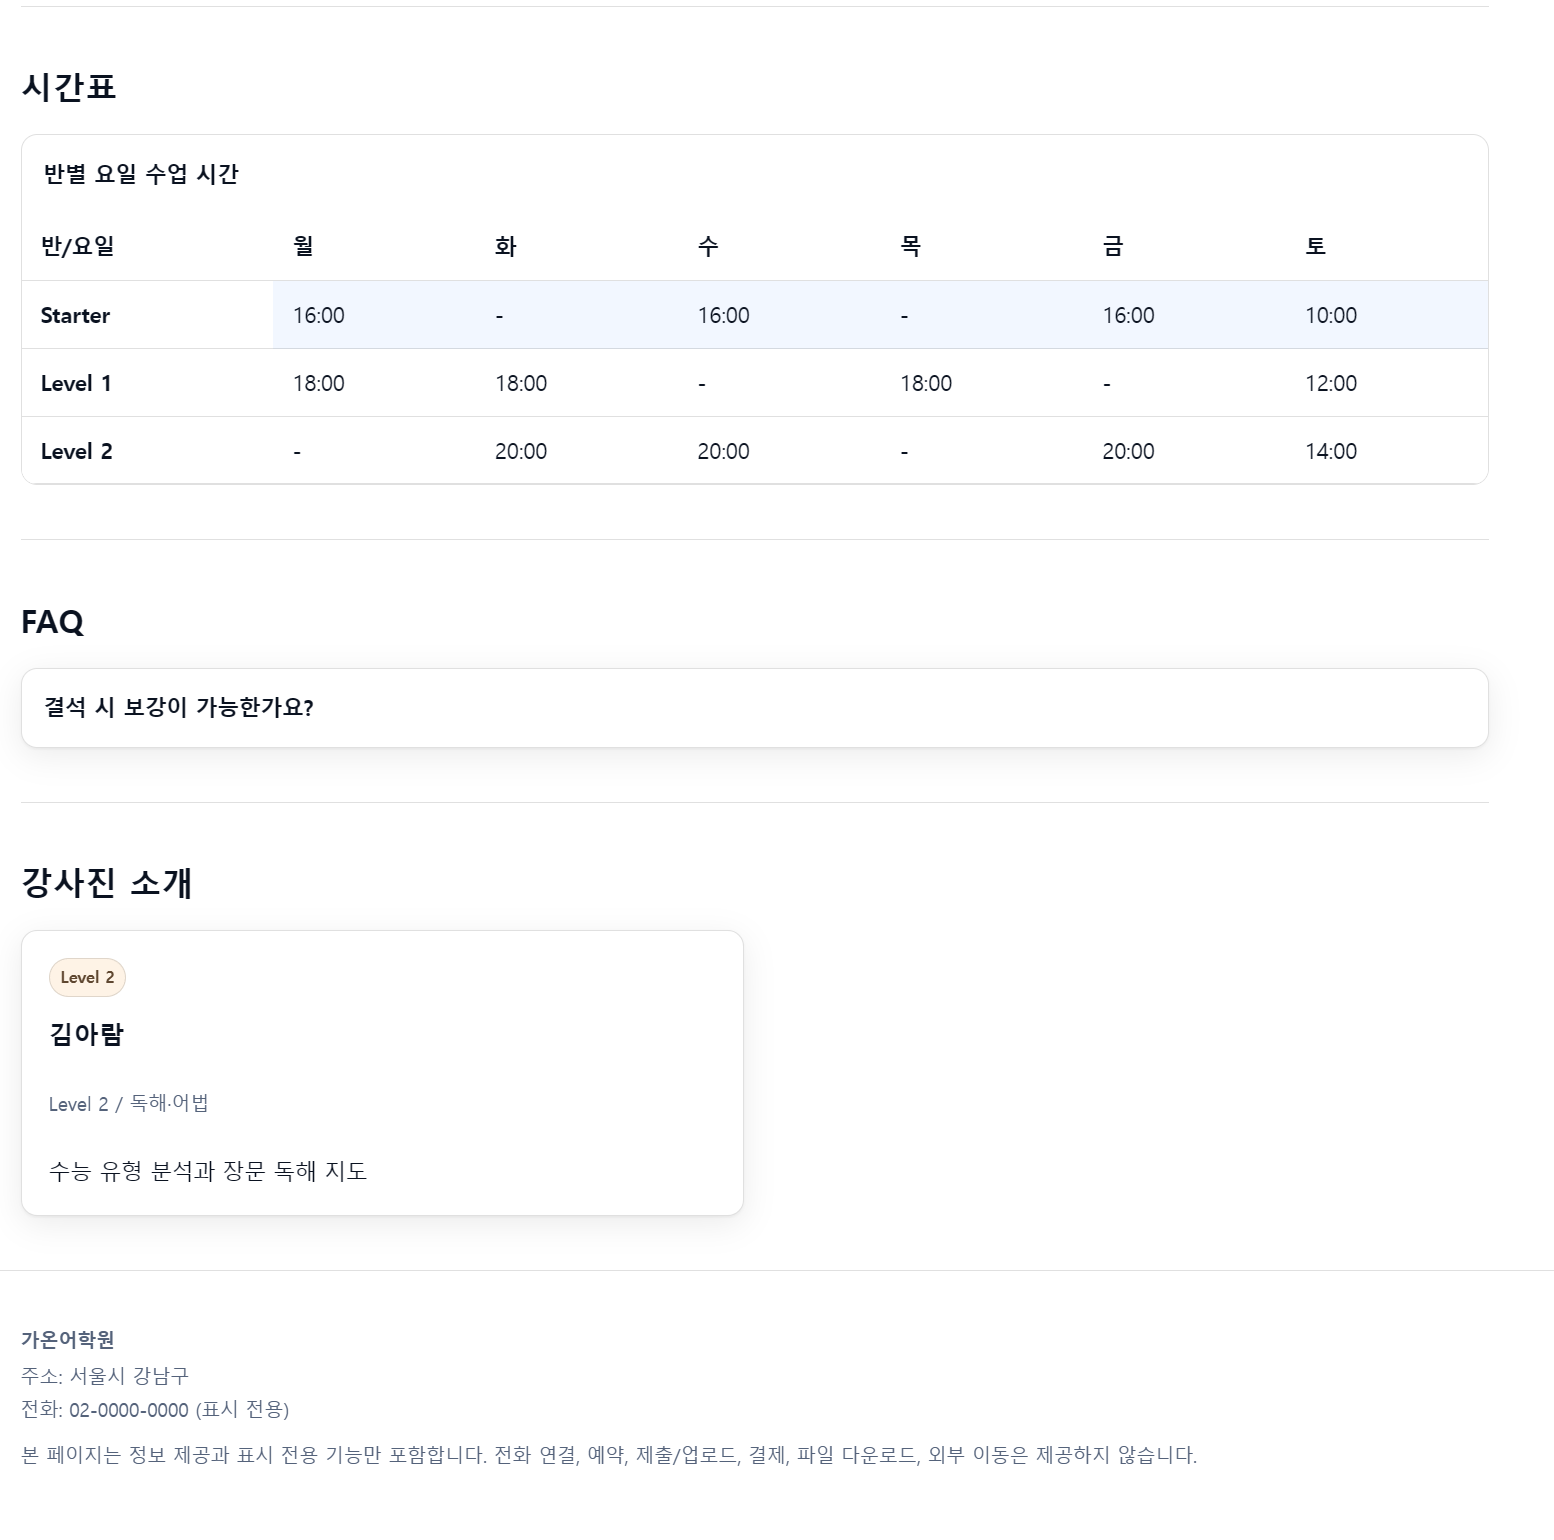 시간표
반별 요일 수업 시간
반/요일 월 화 수 목 금 토
Starter 16:00 - 16:00 - 16:00 10:00
Level 1 18:00 18:00 - 18:00 - 12:00
Level 2 - 20:00 20:00 - 20:00 14:00
FAQ
결석 시 보강이 가능한가요?
강사진 소개
Level 2
김아람
Level 2 / 독해·어법
수능 유형 분석과 장문 독해 지도
가온어학원
주소: 서울시 강남구
전화: 02-0000-0000 (표시 전용)
본 페이지는 정보 제공과 표시 전용 기능만 포함합니다. 전화 연결, 예약, 제출/업로드, 결제, 파일 다운로드, 외부 이동은 제공하지 않습니다.